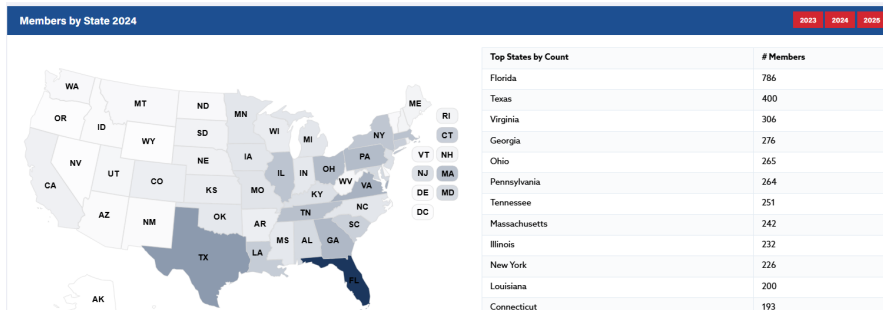 Members by State 2024
2023 2024 2025
WA
OR
CA
NV
ID
MT
WY
UT
AZ
CO
NM
ND
SD
NE
KS
OK
TX
MN
IA
MO
AR
LA
WI
IL
MS
MI
IN
KY
TN
AL
OH
WV
VA
NC
SC
GA
FL
PA
NY
ME
RI
CT
VT NH
NJ MA
DE MD
DC
AK
Top States by Count # Members
Florida 786
Texas 400
Virginia 306
Georgia 276
Ohio 265
Pennsylvania 264
Tennessee 251
Massachusetts 242
Illinois 232
New York 226
Louisiana 200
Connecticut 193